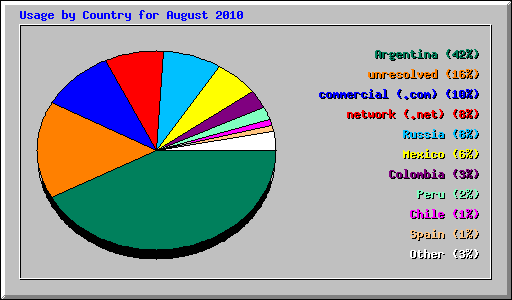 Usage by Country for August 2010
Argentina (42%)
unresolved (16%)
commercial (.com) (10%)
network (.net) (8%)
Russia (8%)
Mexico (6%)
Colombia (3%)
Peru (2%)
Chile (1%)
Spain (1%)
Other (3%)